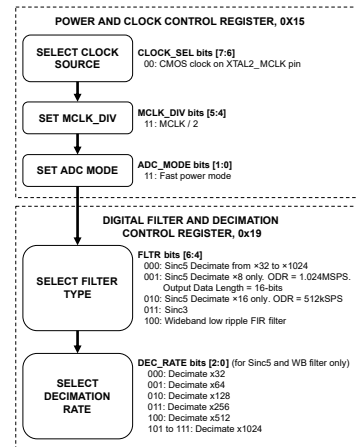 POWER AND CLOCK CONTROL REGISTER, 0X15
SELECT CLOCK
SOURCE
CLOCK_SEL bits [7:6]
00: CMOS clock on XTAL2_MCLK pin
SET MCLK_DIV
MCLK_DIV bits [5:4]
11: MCLK / 2
SET ADC MODE
ADC_MODE bits [1:0]
11: Fast power mode
DIGITAL FILTER AND DECIMATION
CONTROL REGISTER, 0x19
SELECT FILTER
TYPE
FLTR bits [6:4]
000: Sinc5 Decimate from ×32 to ×1024
001: Sinc5 Decimate ×8 only. ODR = 1.024MSPS.
Output Data Length = 16-bits
010: Sinc5 Decimate ×16 only. ODR = 512kSPS
011: Sinc3
100: Wideband low ripple FIR filter
SELECT
DECIMATION
RATE
DEC_RATE bits [2:0] (for Sinc5 and WB filter only)
000: Decimate x32
001: Decimate x64
010: Decimate x128
011: Decimate x256
100: Decimate x512
101 to 111: Decimate x1024